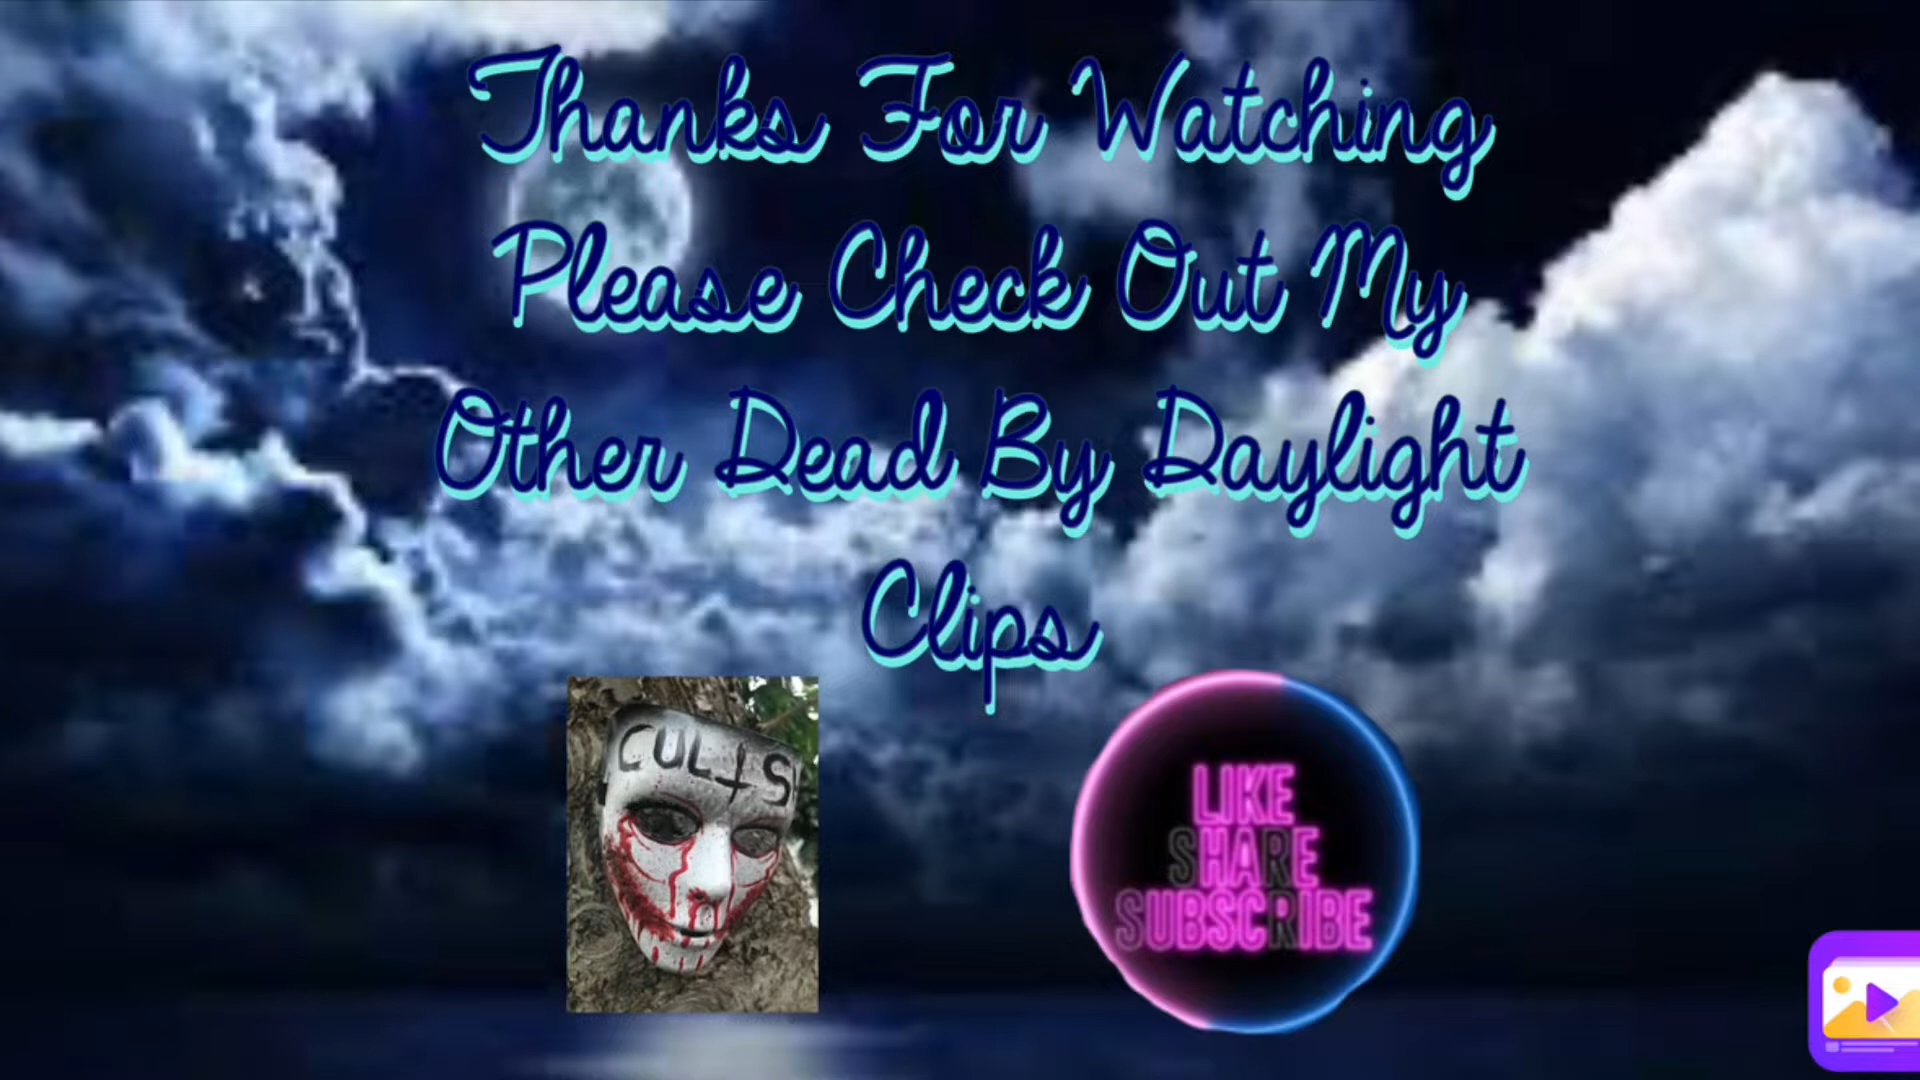 Thanks For Watching
Please Check Out My
Other Dead By Daylight
Clips
CULTS
LIKE
SHARE
SUBSCRIBE